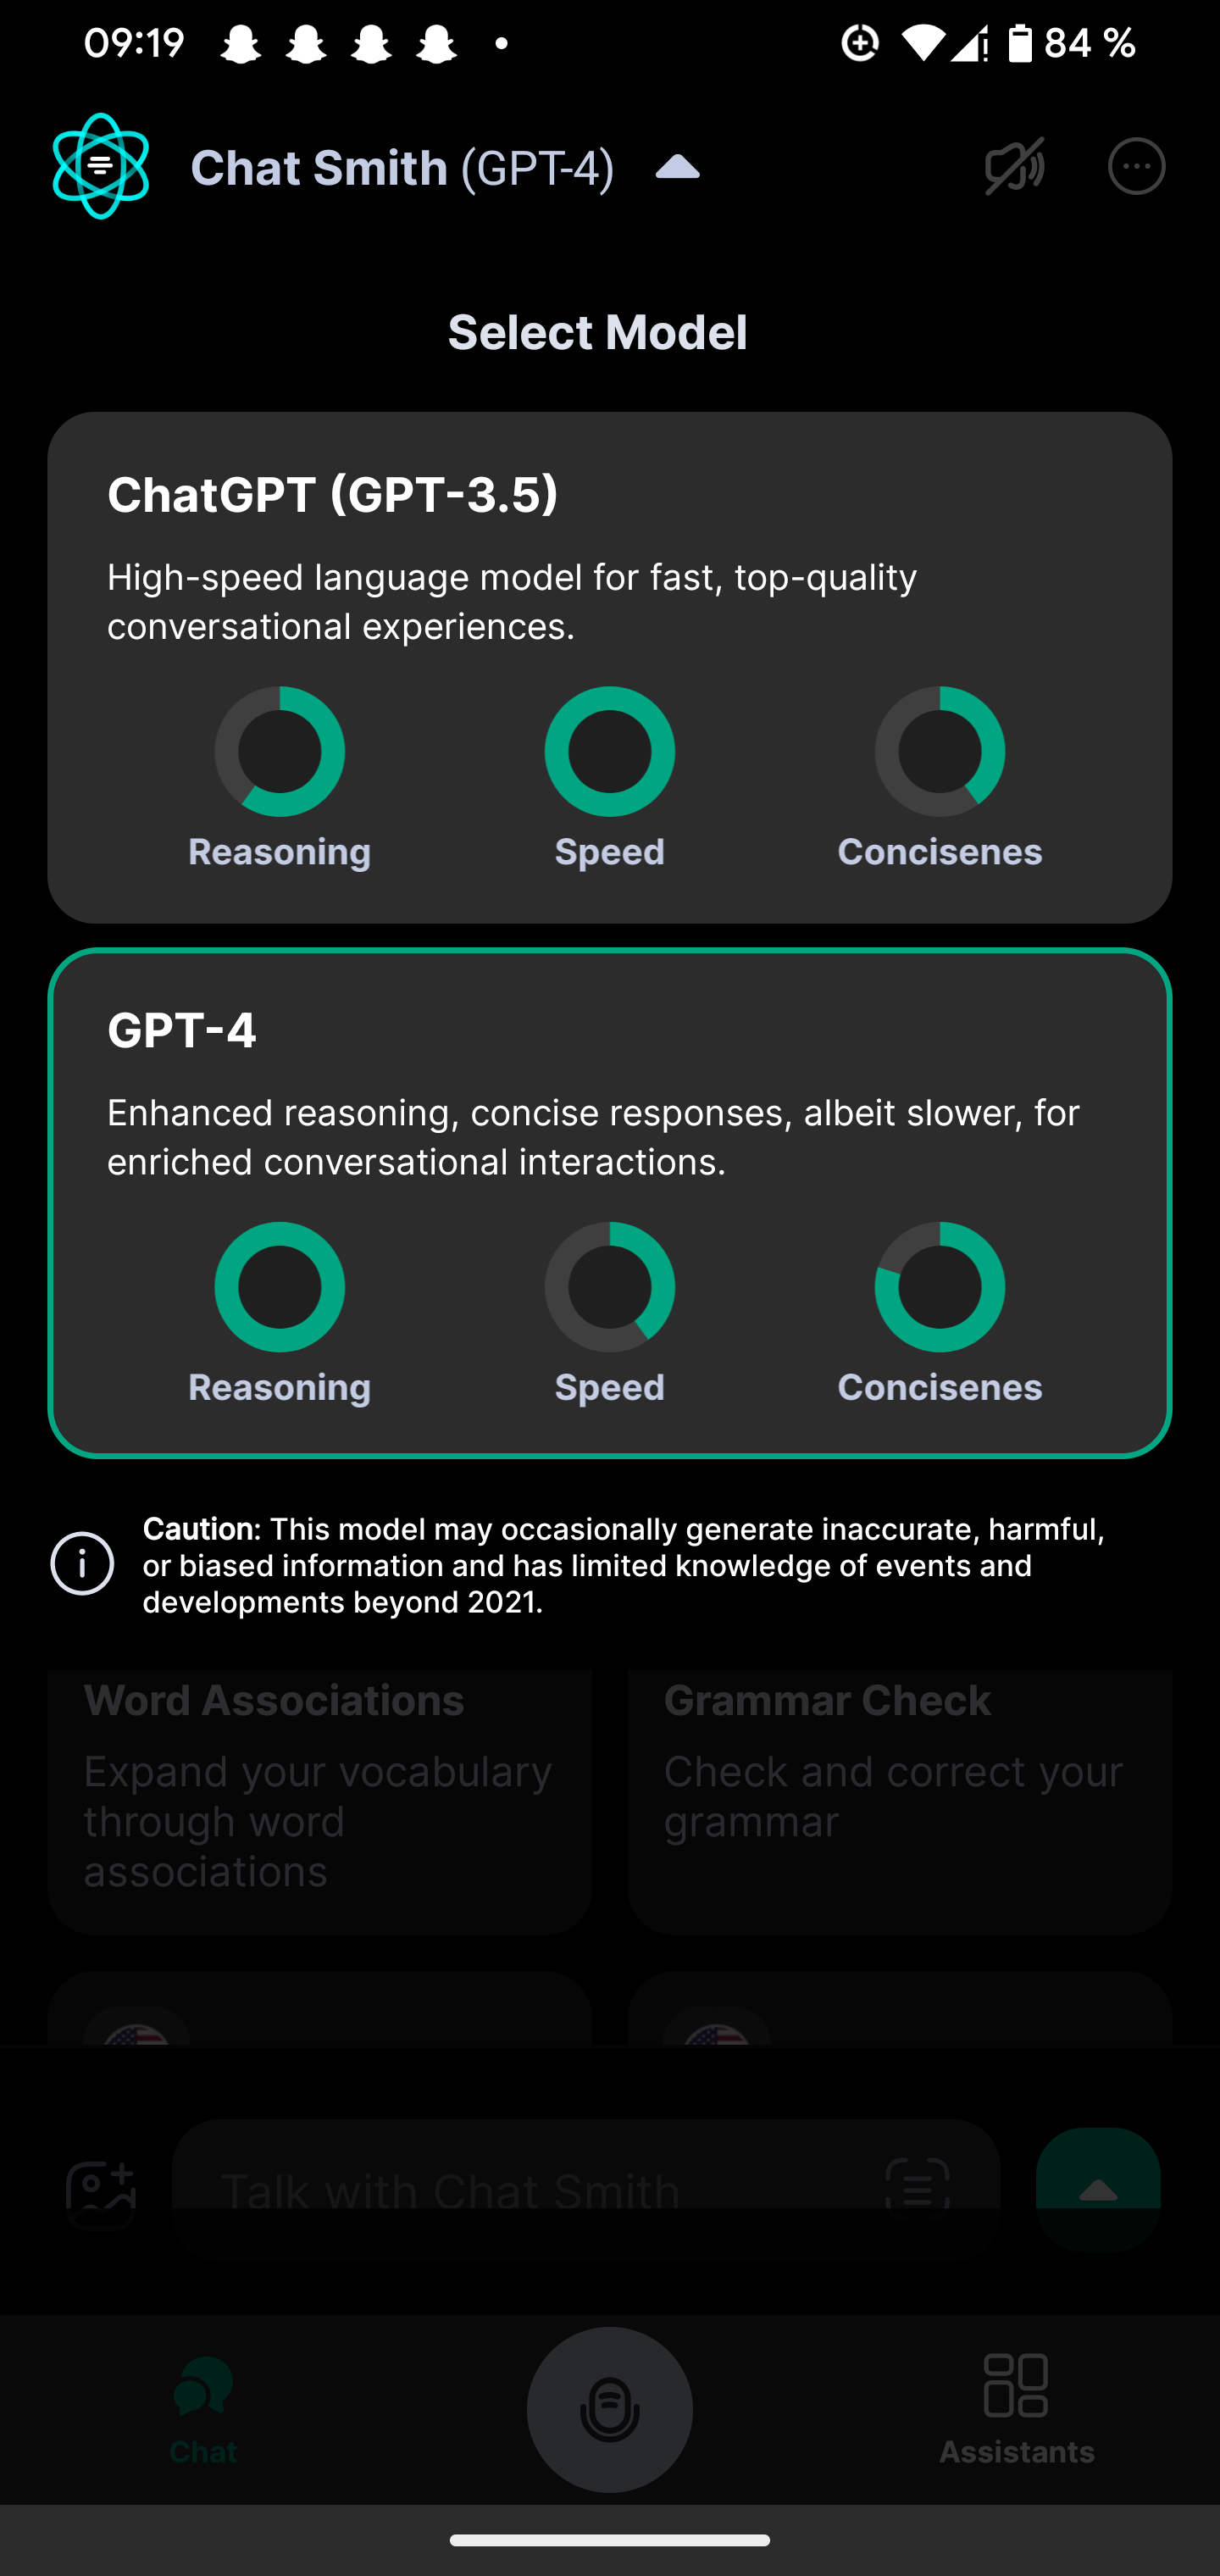 09:19
84 %
Chat Smith (GPT-4)
Select Model
ChatGPT (GPT-3.5)
High-speed language model for fast, top-quality
conversational experiences.
Reasoning Speed Concisenes
GPT-4
Enhanced reasoning, concise responses, albeit slower, for
enriched conversational interactions.
Reasoning Speed Concisenes
Caution: This model may occasionally generate inaccurate, harmful,
or biased information and has limited knowledge of events and
developments beyond 2021.
Word Associations
Expand your vocabulary
through word
associations
Grammar Check
Check and correct your
grammar
Talk with Chat Smith
Chat
Assistants